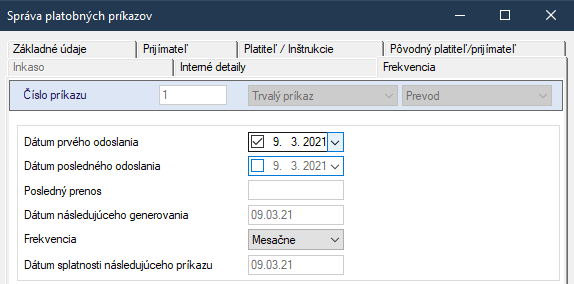 Správa platobných príkazov
Základné údaje Prijímateľ Platiteľ / Inštrukcie Pôvodný platiteľ/prijímateľ
Inkaso Interné detaily Frekvencia
Číslo príkazu 1 Trvalý príkaz Prevod
Dátum prvého odoslania 9. 3. 2021
Dátum posledného odoslania 9. 3. 2021
Posledný prenos
Dátum následujúceho generovania 09.03.21
Frekvencia Mesačne
Dátum splatnosti následujúceho príkazu 09.03.21